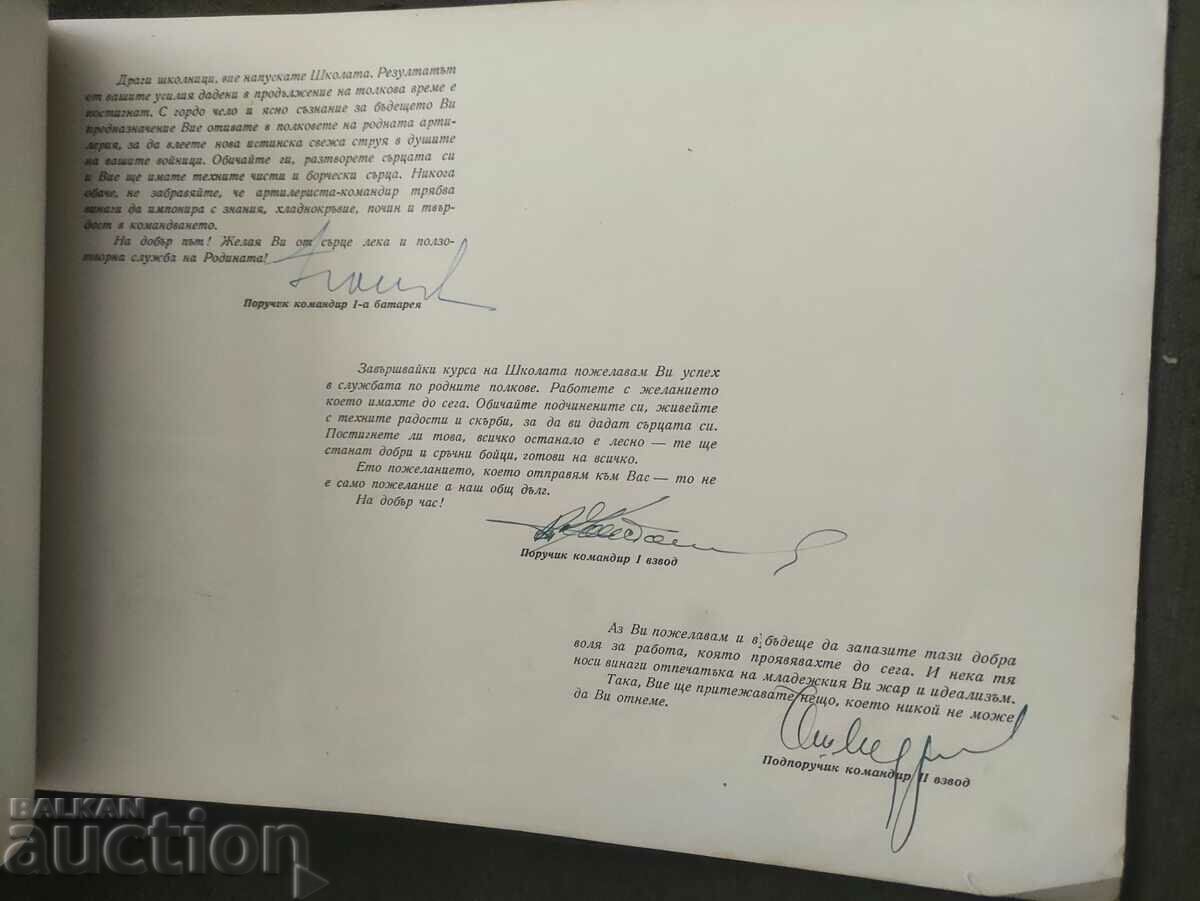 Драги школници, вие напускате Школата. Резултатът
от вашите усилия дадени в продължение на толкова време е
постигнат. С гордо чело и ясно съзнание за бъдещето Ви
предназначение Вие отивате в полковете на родната арти-
лерия, за да влеете нова истинска свежа струя в душите
на вашите войници. Обичайте ги, разтворете сърцата си
и Вие ще имате техните чисти и борчески сърца. Никога
обаче, не забравяйте, че артилериста-командир трябва
винаги да импонира с знания, хладнокръвие, почин и твър-
дост в командването.
На добър път! Желая Ви от сърце лека и ползо-
творна служба на Родината!
Поручик командир I-а батарея
Завършвайки курса на Школата пожелавам Ви успех
в службата по родните полкове. Работете с желанието
което имахте до сега. Обичайте подчинените си, живейте
с техните радости и скърби, за да ви дадат сърцата си.
Постигнете ли това, всичко останало е лесно — те ще
станат добри и сръчни бойци, готови на всичко.
Ето пожеланието, което отправям към Вас — то не
е само пожелание а наш общ дълг.
На добър час!
Поручик командир I взвод
Аз Ви пожелавам и в бъдеще да запазите тази добра
воля за работа, която проявявахте до сега. И нека тя
носи винаги отпечатъка на младежкия Ви жар и идеализъм.
Така, Вие ще притежавате нещо, което никой не може
да Ви отнеме.
Подпоручик командир II взвод
BALKAN
auction